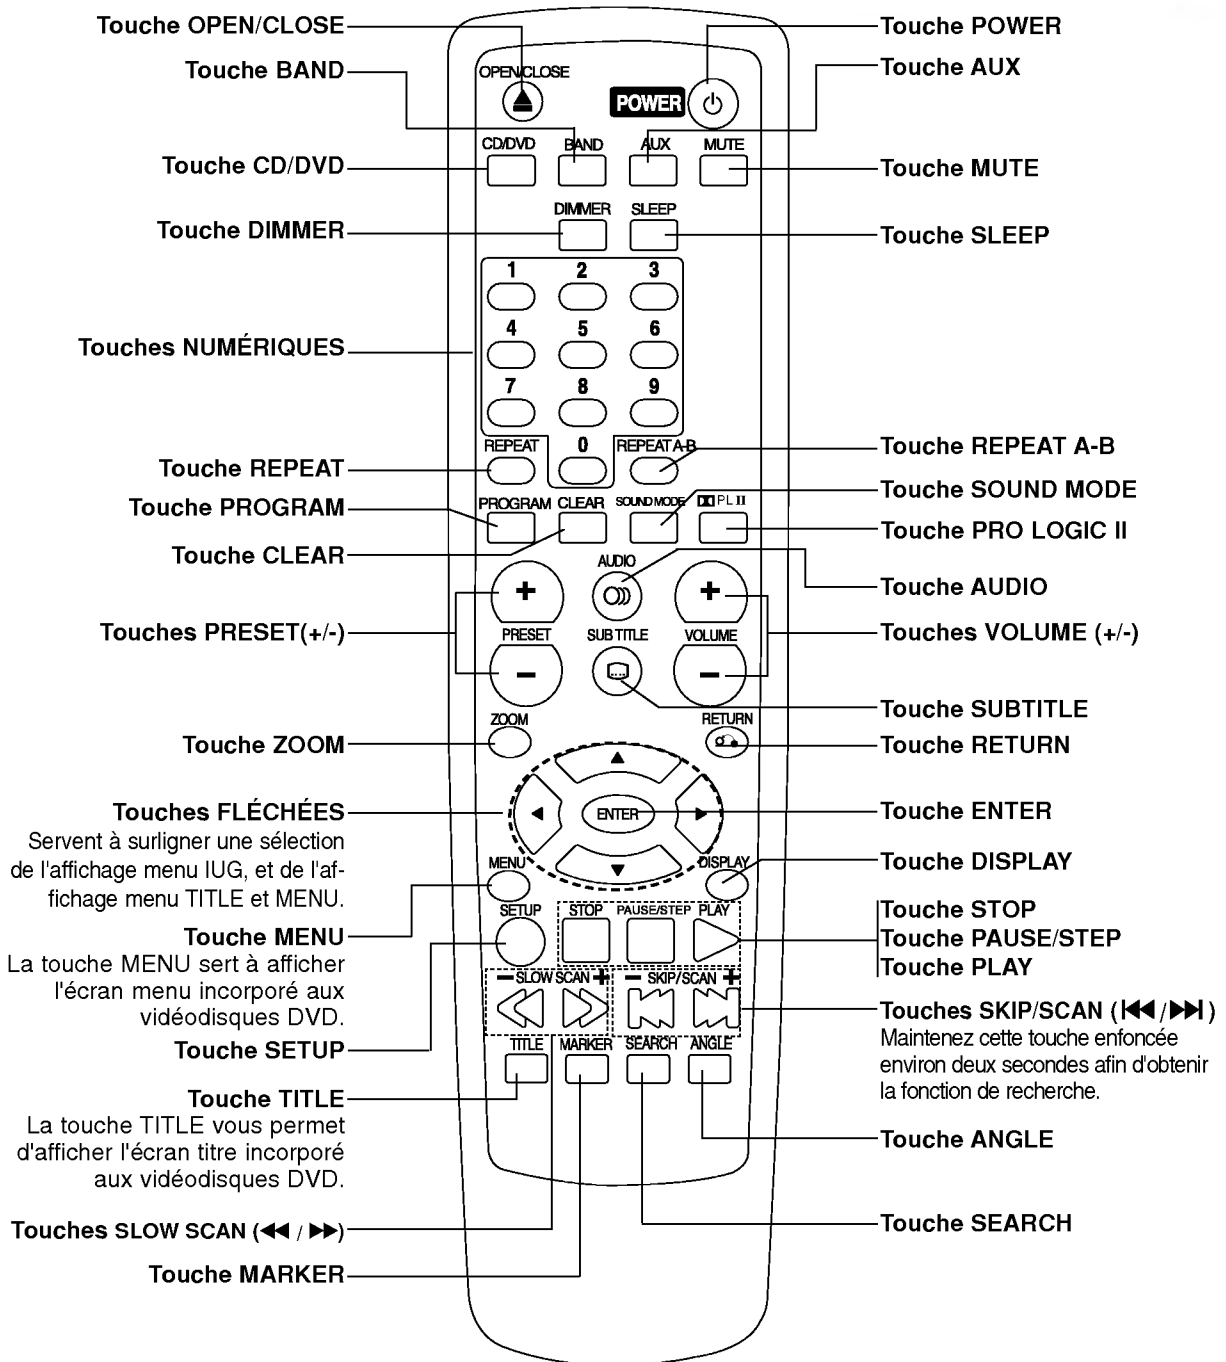 Touche OPEN/CLOSE
Touche BAND
Touche CD/DVD
Touche DIMMER
Touches NUMÉRIQUES
Touche REPEAT
Touche PROGRAM
Touche CLEAR
Touches PRESET(+/-)
Touche ZOOM
Touches FLÉCHÉES
Servent à surligner une sélection
de l'affichage menu IUG, et de l'af-
fichage menu TITLE et MENU.
Touche MENU
La touche MENU sert à afficher
l'écran menu incorporé aux
vidéodisques DVD.
Touche SETUP
Touche TITLE
La touche TITLE vous permet
d'afficher l'écran titre incorporé
aux vidéodisques DVD.
Touches SLOW SCAN (◀◀ / ▶▶)
Touche MARKER
OPEN/CLOSE
POWER
CD/DVD BAND AUX MUTE
DIMMER SLEEP
1 2 3
4 5 6
7 8 9
REPEAT 0 REPEAT A-B
PROGRAM CLEAR SOUND MODE PL II
AUDIO
+ +
PRESET SUBTITLE VOLUME
– –
ZOOM RETURN
ENTER
MENU DISPLAY
SETUP STOP PAUSE/STEP PLAY
– SLOW SCAN + – SKIP/SCAN +
TITLE MARKER SEARCH ANGLE
Touche POWER
Touche AUX
Touche MUTE
Touche SLEEP
Touche REPEAT A-B
Touche SOUND MODE
Touche PRO LOGIC II
Touche AUDIO
Touches VOLUME (+/-)
Touche SUBTITLE
Touche RETURN
Touche ENTER
Touche DISPLAY
Touche STOP
Touche PAUSE/STEP
Touche PLAY
Touches SKIP/SCAN (|◀◀ / ▶▶|)
Maintenez cette touche enfoncée
environ deux secondes afin d'obtenir
la fonction de recherche.
Touche ANGLE
Touche SEARCH